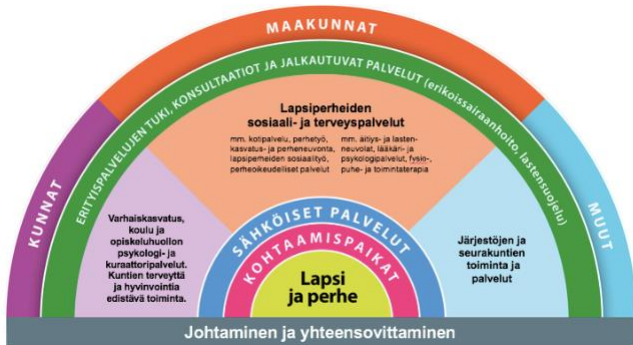 MAAKUNNAT
KUNNAT
MUUT
ERITYISPALVELUJEN TUKI, KONSULTAATIOT JA JALKAUTUVAT PALVELUT (erikoissairaanhoito, lastensuojelu)
Lapsiperheiden
sosiaali- ja terveyspalvelut
mm. kotipalvelu, perhetyö,
kasvatus- ja perheneuvonta,
lapsiperheiden sosiaalityö,
perheoikeudelliset palvelut
mm. äitiys- ja lasten-
neuvolat, lääkäri- ja
psykologipalvelut, fysio-,
puhe- ja toimintaterapia
Varhaiskasvatus,
koulu ja
opiskeluhuollon
psykologi- ja
kuraattoripalvelut.
Kuntien terveyttä
ja hyvinvointia
edistävä toiminta.
SÄHKÖISET PALVELUT
KOHTAAMISPAIKAT
Lapsi
ja perhe
Järjestöjen ja
seurakuntien
toiminta ja
palvelut
Johtaminen ja yhteensovittaminen